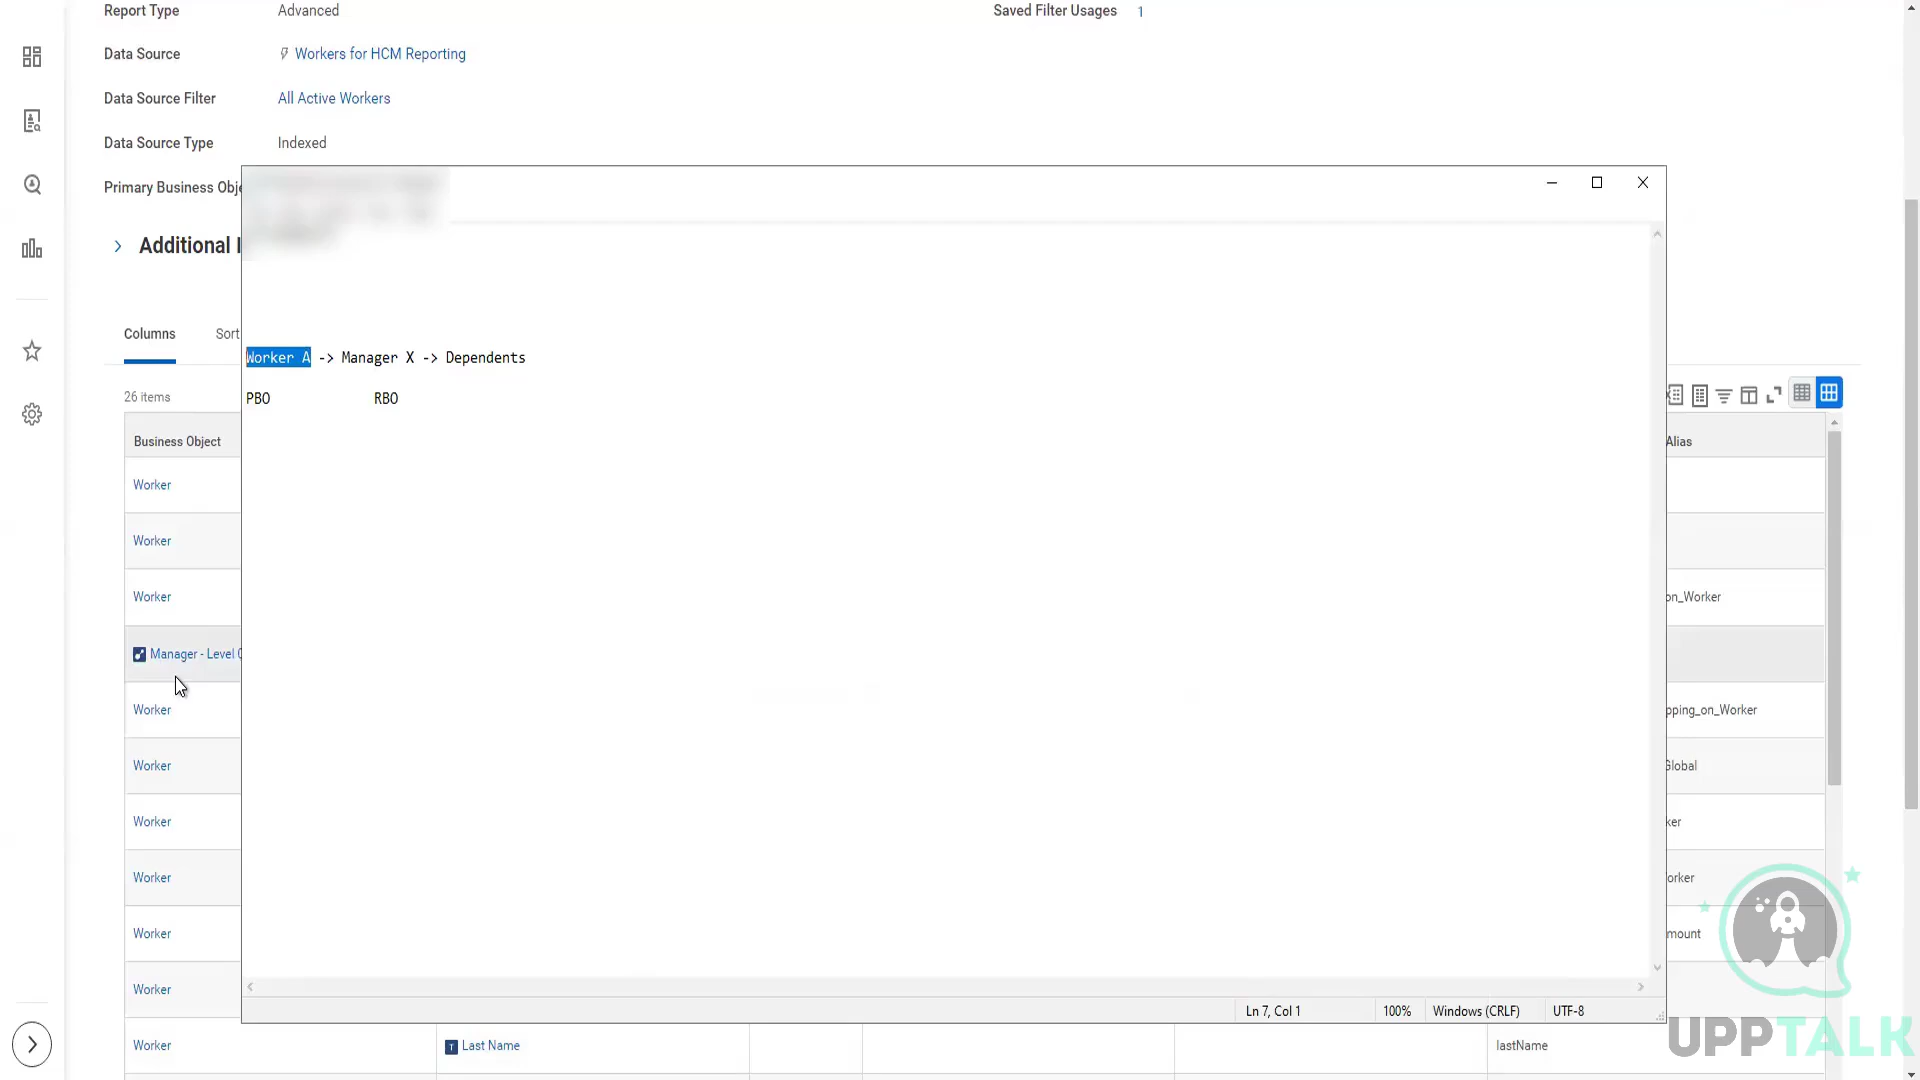 Report Type Advanced Saved Filter Usages 1
Data Source Workers for HCM Reporting
Data Source Filter All Active Workers
Data Source Type Indexed
Primary Business Obje
Additional
Columns Sort
Worker A -> Manager X -> Dependents
26 items
PBO RBO
Business Object Alias
Worker
Worker
Worker on_Worker
Manager - Level
Worker pping_on_Worker
Worker Global
Worker ker
Worker orker
Worker mount
Worker
Ln 7, Col 1 100% Windows (CRLF) UTF-8
Worker Last Name lastName
UPPTALK